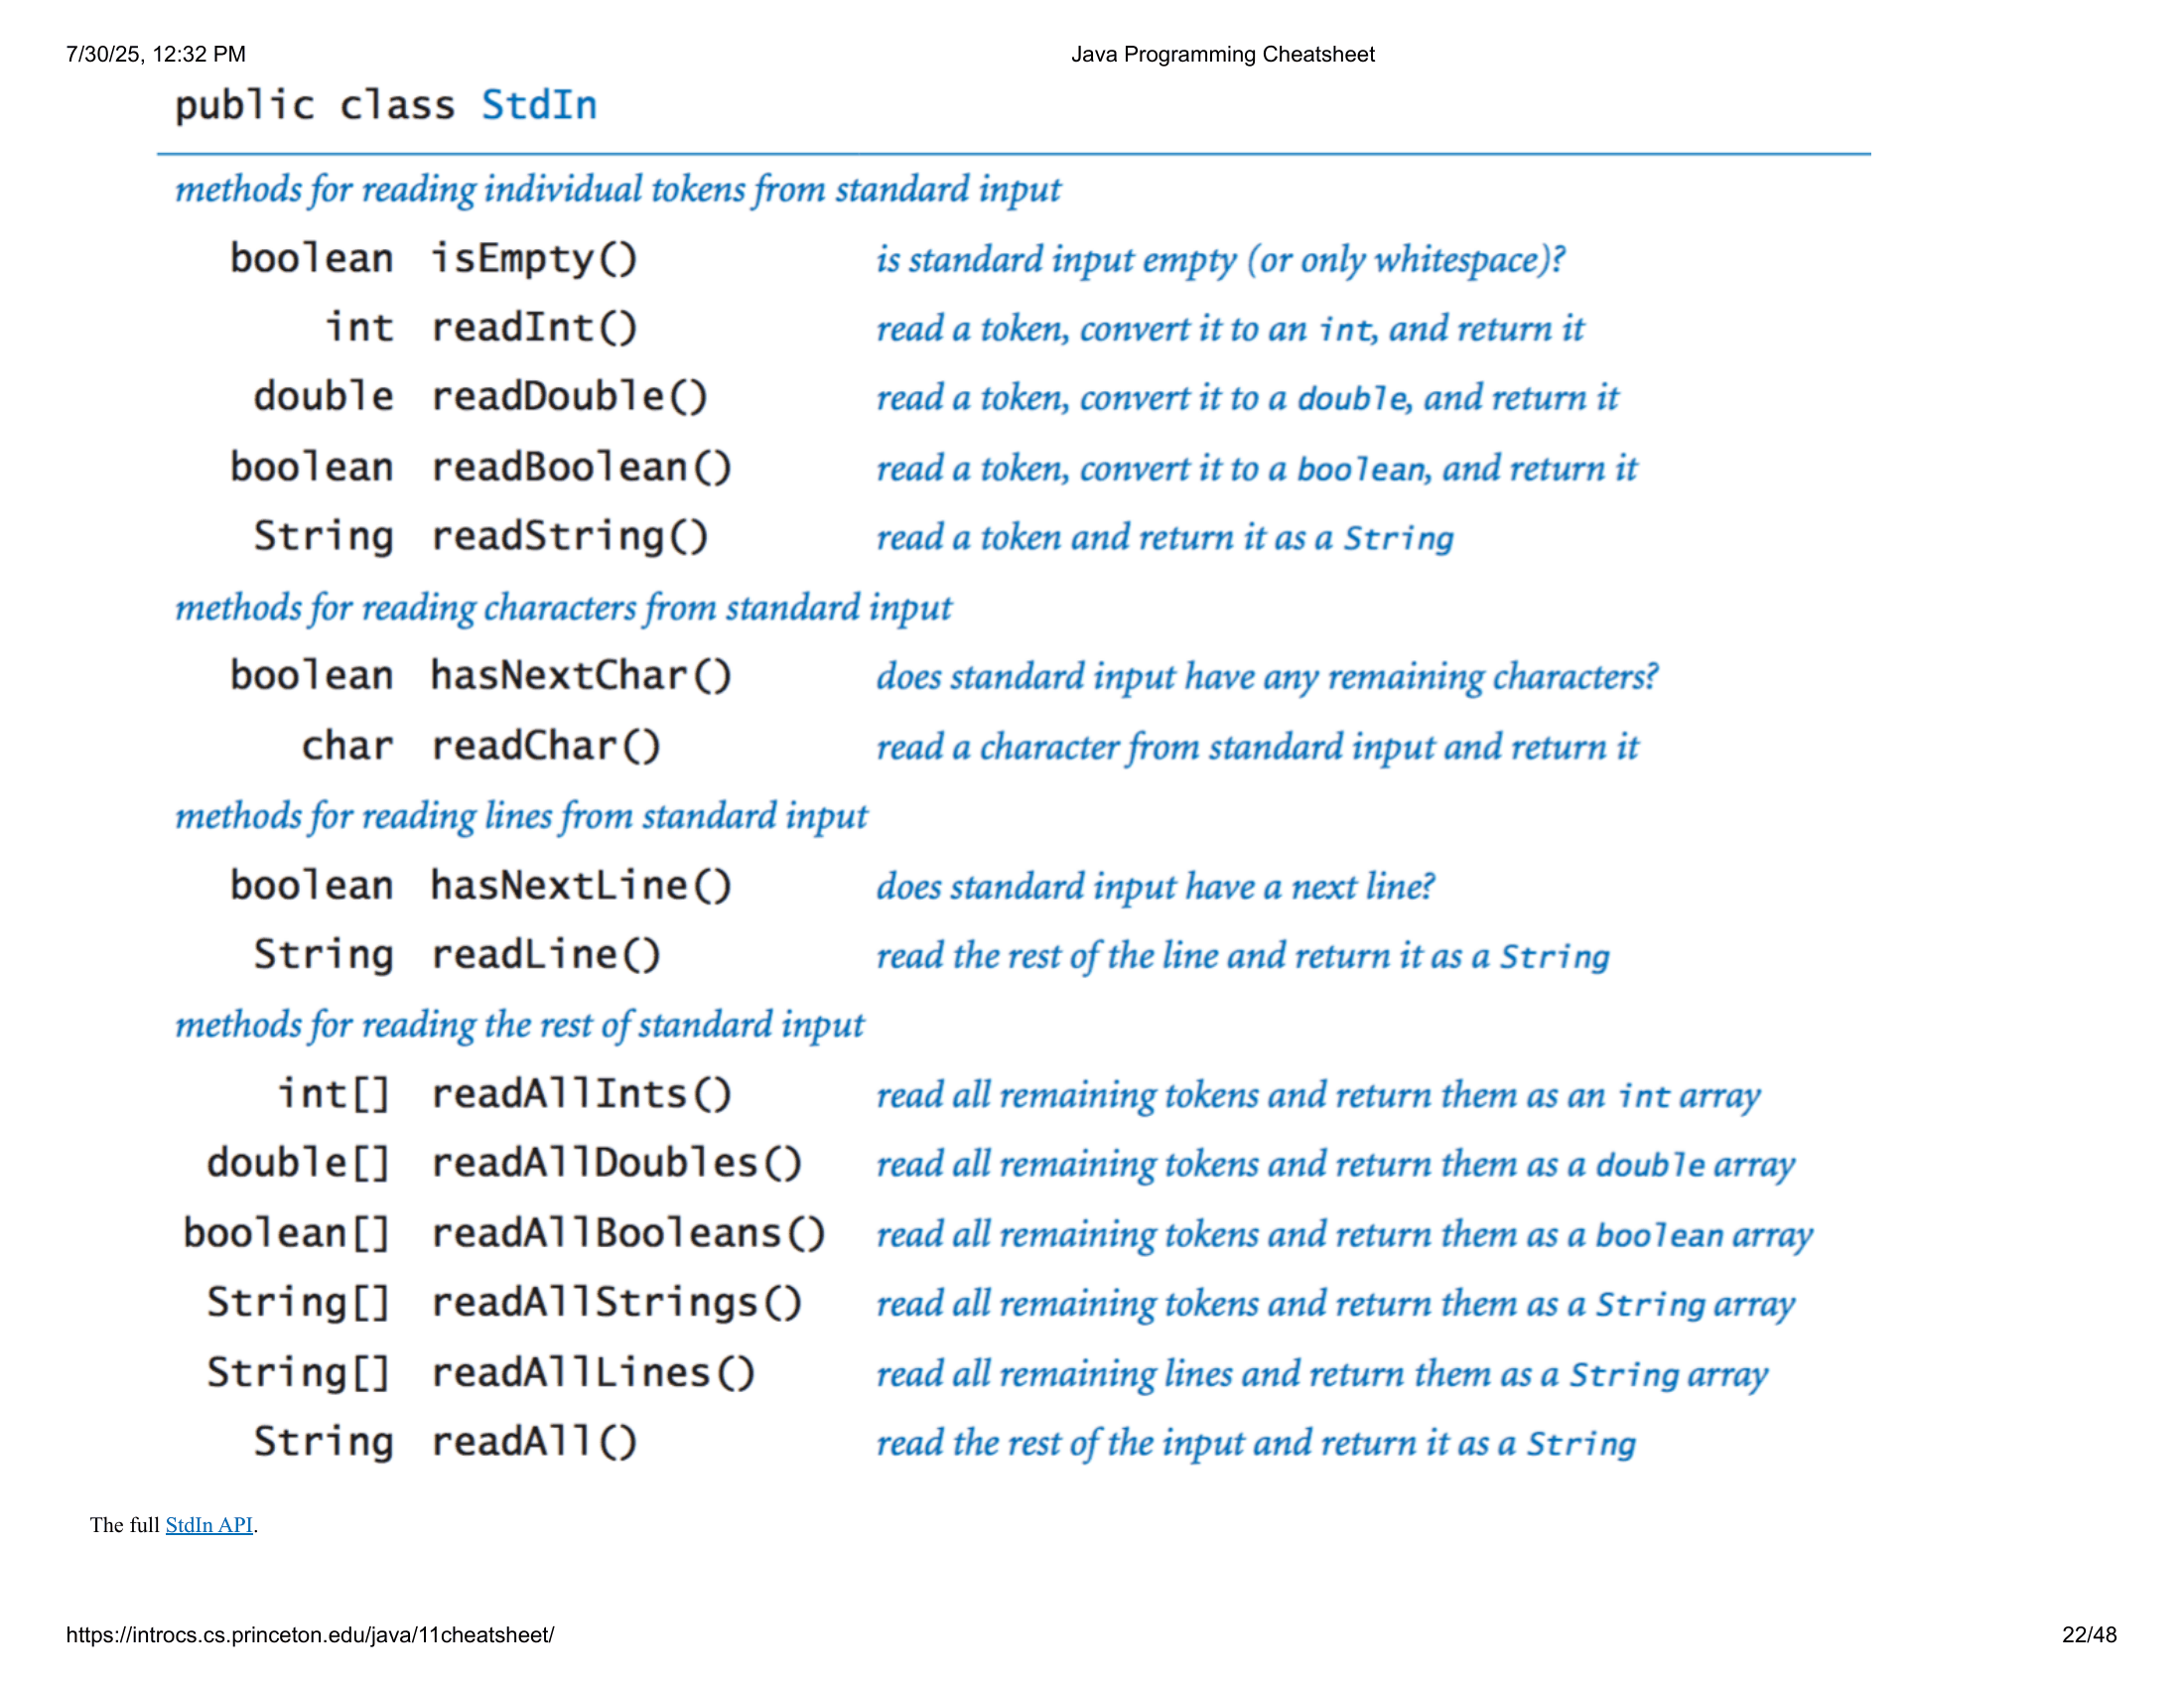 7/30/25, 12:32 PM Java Programming Cheatsheet
public class StdIn
methods for reading individual tokens from standard input
boolean isEmpty() is standard input empty (or only whitespace)?
int readInt() read a token, convert it to an int, and return it
double readDouble() read a token, convert it to a double, and return it
boolean readBoolean() read a token, convert it to a boolean, and return it
String readString() read a token and return it as a String
methods for reading characters from standard input
boolean hasNextChar() does standard input have any remaining characters?
char readChar() read a character from standard input and return it
methods for reading lines from standard input
boolean hasNextLine() does standard input have a next line?
String readLine() read the rest of the line and return it as a String
methods for reading the rest of standard input
int[] readAllInts() read all remaining tokens and return them as an int array
double[] readAllDoubles() read all remaining tokens and return them as a double array
boolean[] readAllBooleans() read all remaining tokens and return them as a boolean array
String[] readAllStrings() read all remaining tokens and return them as a String array
String[] readAllLines() read all remaining lines and return them as a String array
String readAll() read the rest of the input and return it as a String
The full StdIn API.
https://introcs.cs.princeton.edu/java/11cheatsheet/ 22/48